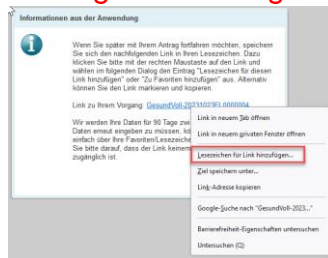 Informationen aus der Anwendung
Wenn Sie später mit Ihrem Antrag fortfahren möchten, speichern
Sie sich den nachfolgenden Link in Ihren Lesezeichen. Dazu
klicken Sie bitte mit der rechten Maustaste auf den Link und
wählen im folgenden Dialog den Eintrag "Lesezeichen für diesen
Link hinzufügen" oder "Zu Favoriten hinzufügen" aus. Alternativ
können Sie den Link markieren und kopieren.
Link zu Ihrem Vorgang: GesundVoll-20231023EL0000004
Wir werden Ihre Daten für 90 Tage
Daten erneut eingeben zu müssen,
einfach über Ihre Favoriten/Lesezeichen
Sie bitte darauf, dass der Link keinem
zugänglich ist.
Link in neuem Tab öffnen
Link in neuem privaten Fenster öffnen
Lesezeichen für Link hinzufügen...
Ziel speichern unter...
Link-Adresse kopieren
Google-Suche nach "GesundVoll-2023..."
Barrierefreiheit-Eigenschaften untersuchen
Untersuchen (Q)